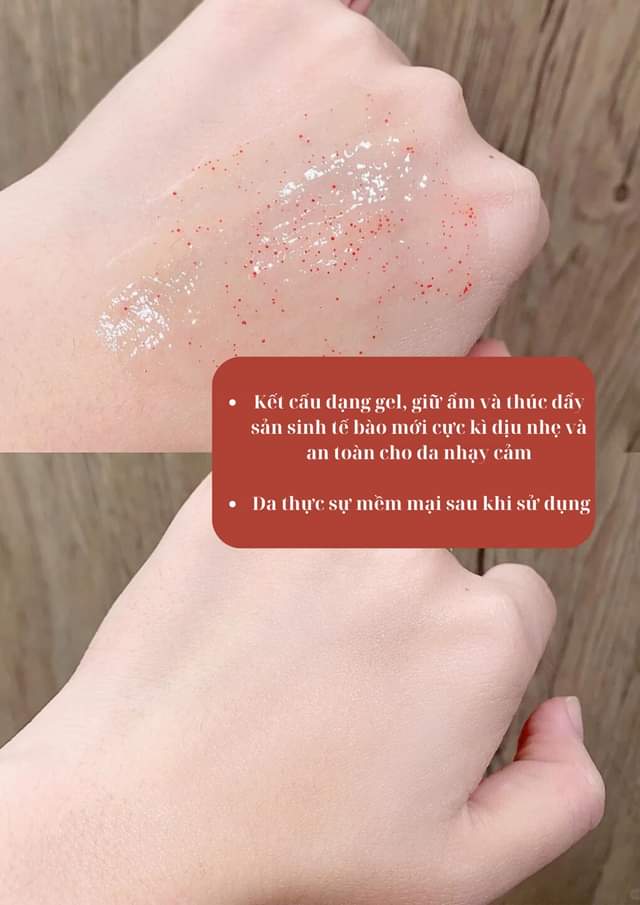 • Kết cấu dạng gel, giữ ẩm và thúc đẩy
sản sinh tế bào mới cực kì dịu nhẹ và
an toàn cho da nhạy cảm
• Da thực sự mềm mại sau khi sử dụng